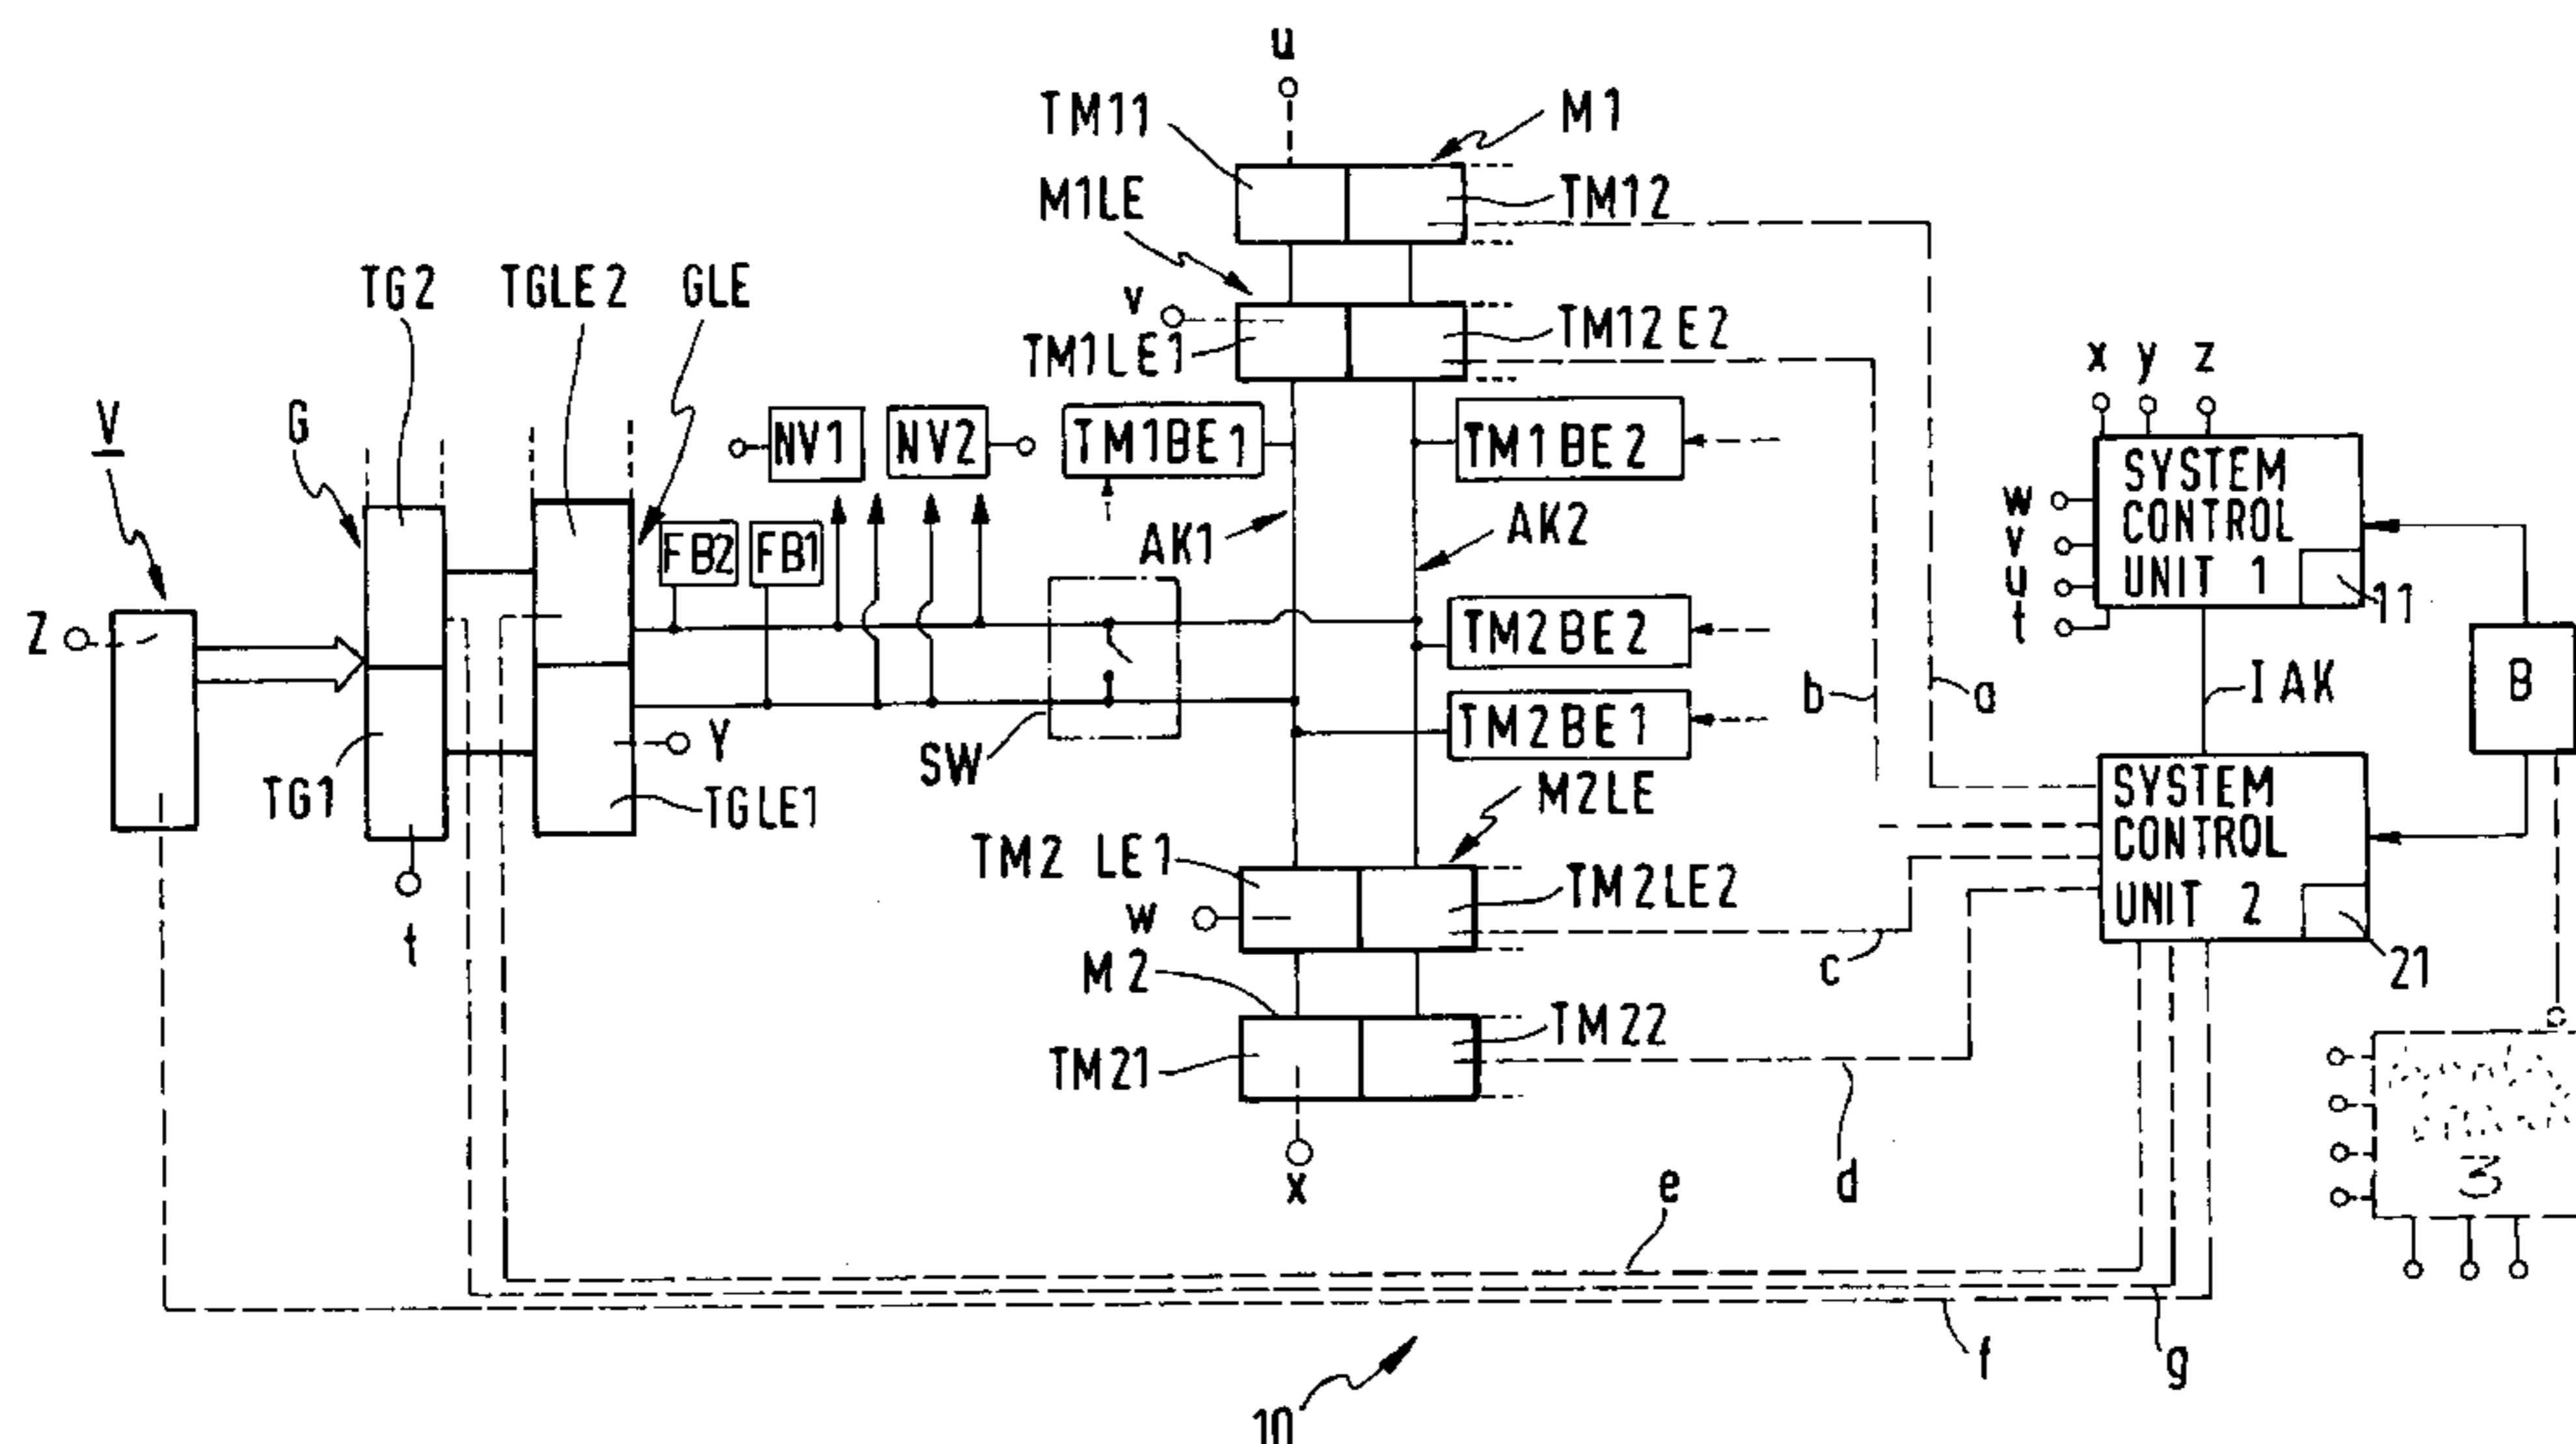 u
TM11
M1
M1LE
TM12
v
TM1LE1
TM12E2
TG2
TGLE2
GLE
V
G
NV1
NV2
TM1BE1
TM1BE2
x y z
SYSTEM
CONTROL
UNIT 1
w
v
u
t
11
FB2
FB1
AK1
AK2
Z
TM2BE2
TM2BE1
b
a
IAK
B
TG1
Y
TGLE1
SW
M2LE
SYSTEM
CONTROL
UNIT 2
21
TM2 LE1
TM2LE2
w
t
M2
c
TM21
TM22
x
d
e
3
f
g
10